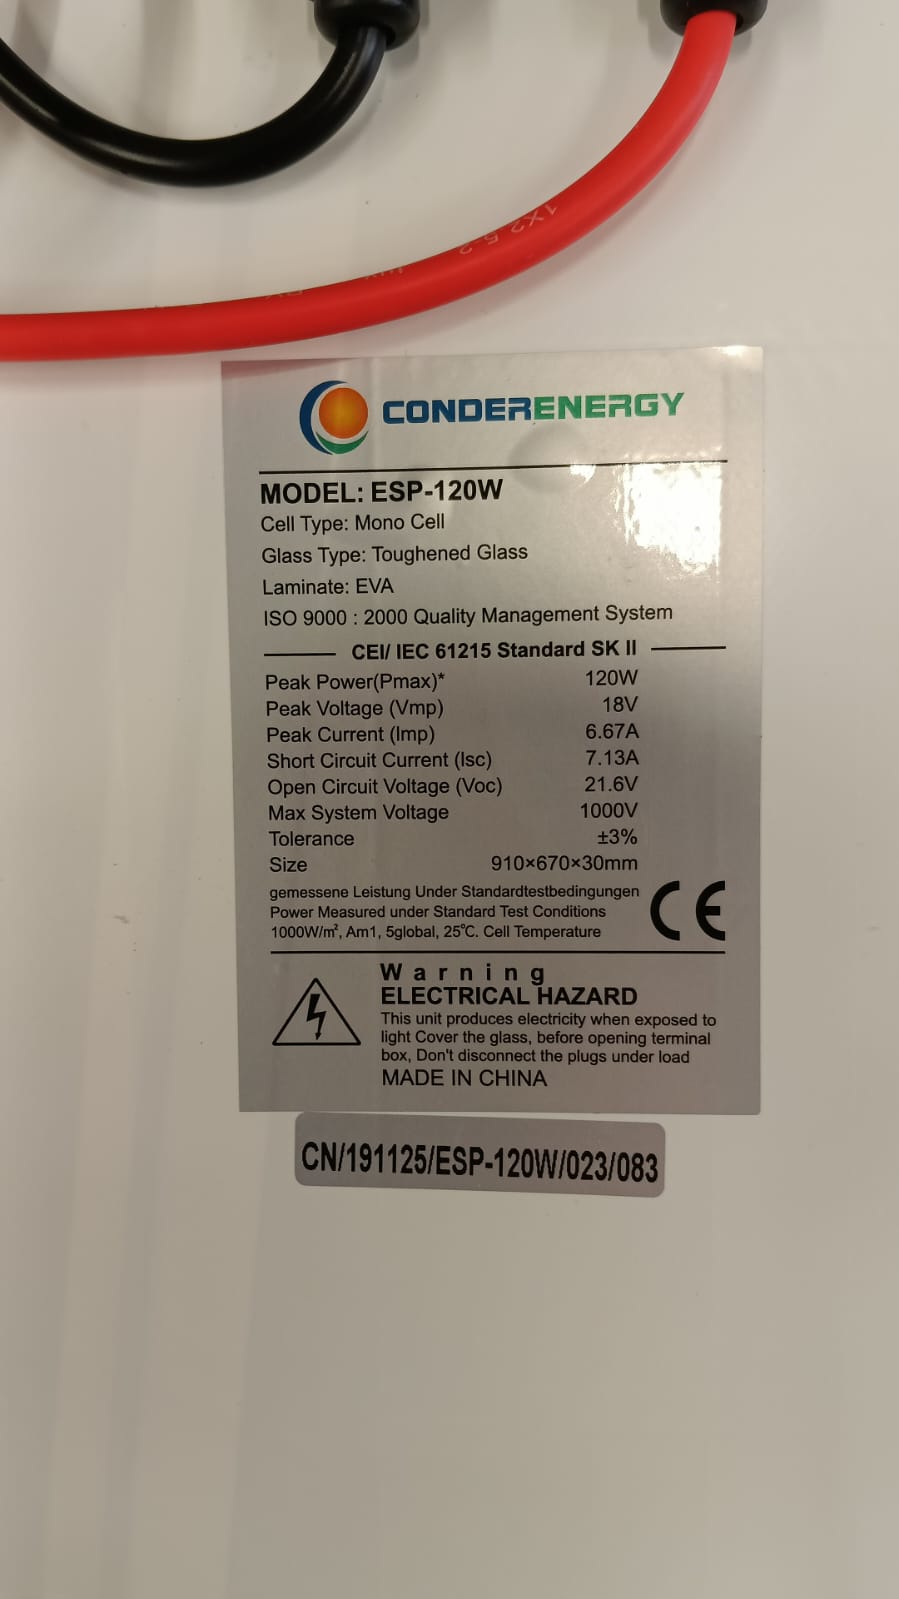 1X2.5-2
CONDERENERGY
MODEL: ESP-120W
Cell Type: Mono Cell
Glass Type: Toughened Glass
Laminate: EVA
ISO 9000 : 2000 Quality Management System
CEI/ IEC 61215 Standard SK II
Peak Power(Pmax)* 120W
Peak Voltage (Vmp) 18V
Peak Current (Imp) 6.67A
Short Circuit Current (Isc) 7.13A
Open Circuit Voltage (Voc) 21.6V
Max System Voltage 1000V
Tolerance ±3%
Size 910×670×30mm
gemessene Leistung Under Standardtestbedingungen
Power Measured under Standard Test Conditions
1000W/m², Am1, 5global, 25℃. Cell Temperature
CE
Warning
ELECTRICAL HAZARD
This unit produces electricity when exposed to
light Cover the glass, before opening terminal
box, Don't disconnect the plugs under load
MADE IN CHINA
CN/191125/ESP-120W/023/083